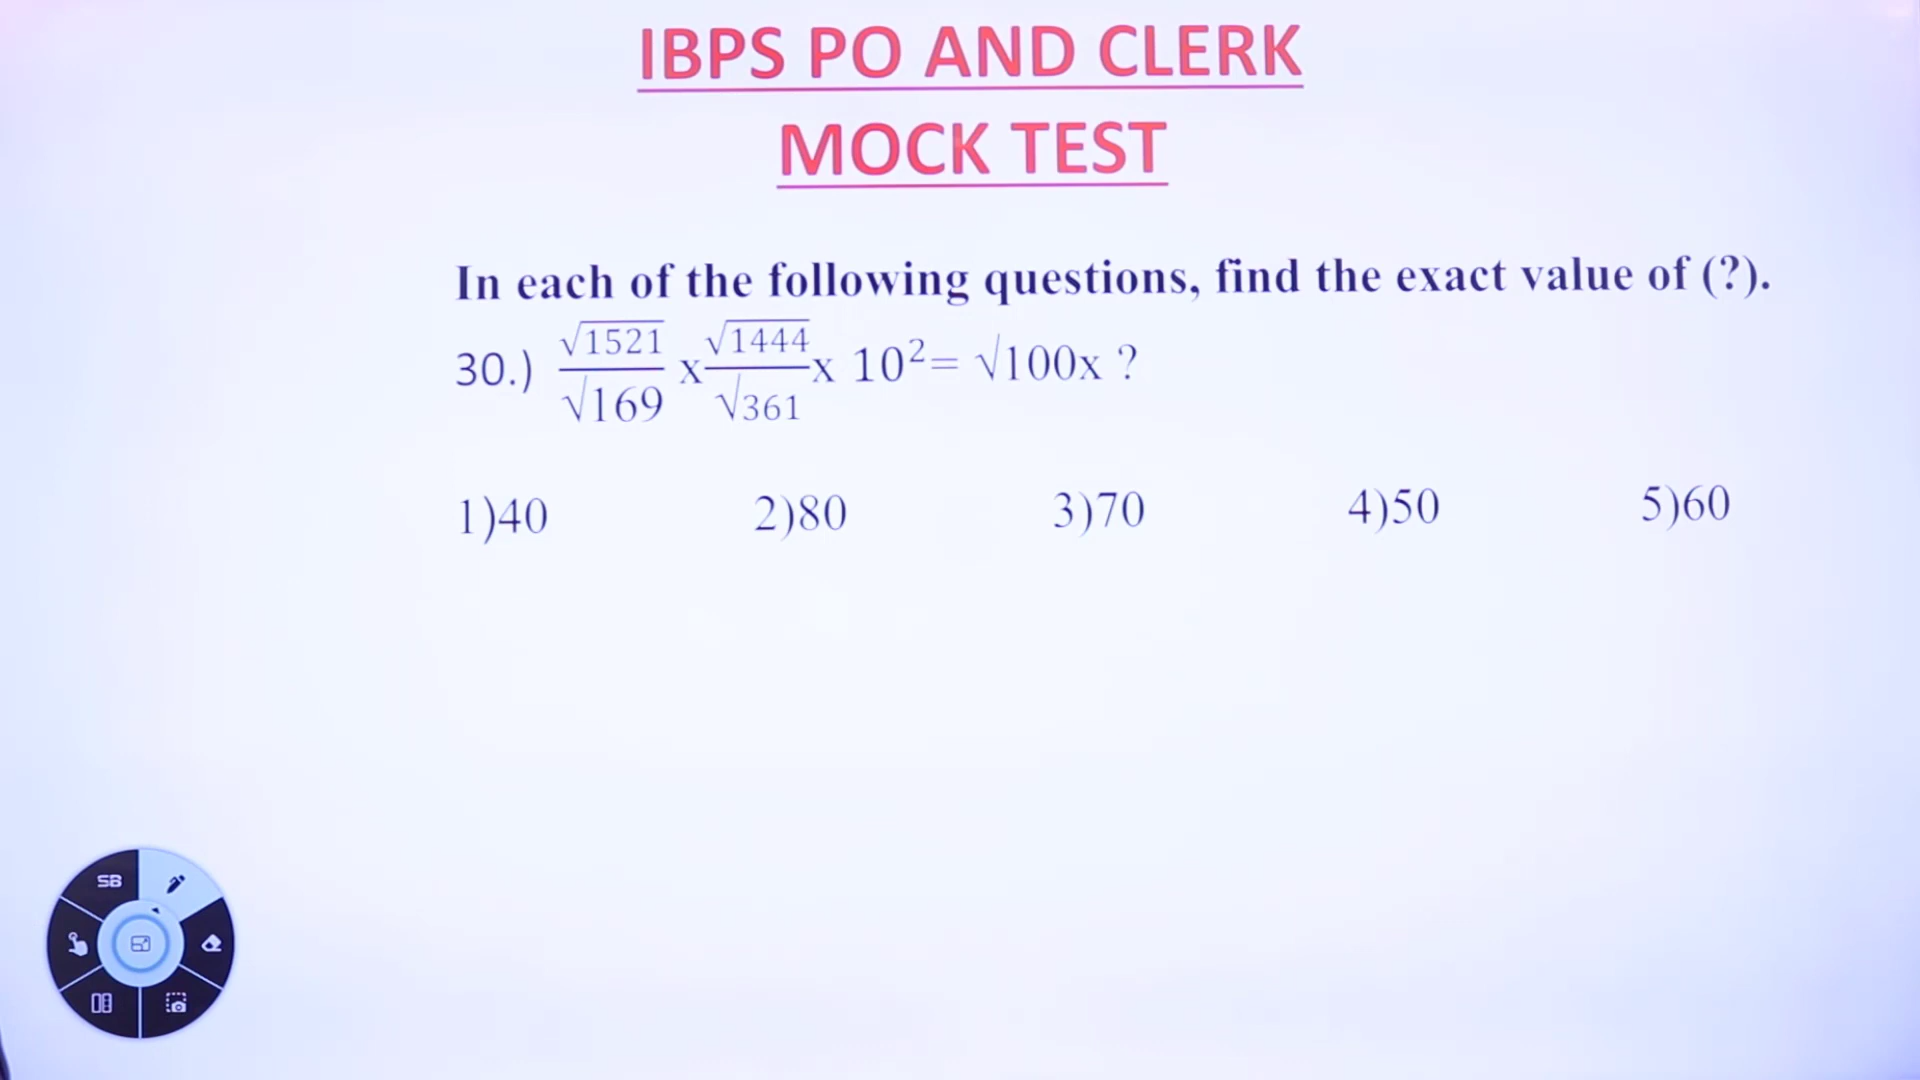 IBPS PO AND CLERK
MOCK TEST
In each of the following questions, find the exact value of (?).
30.) √1521/√169 x √1444/√361 x 10²= √100x ?
1)40 2)80 3)70 4)50 5)60
SB